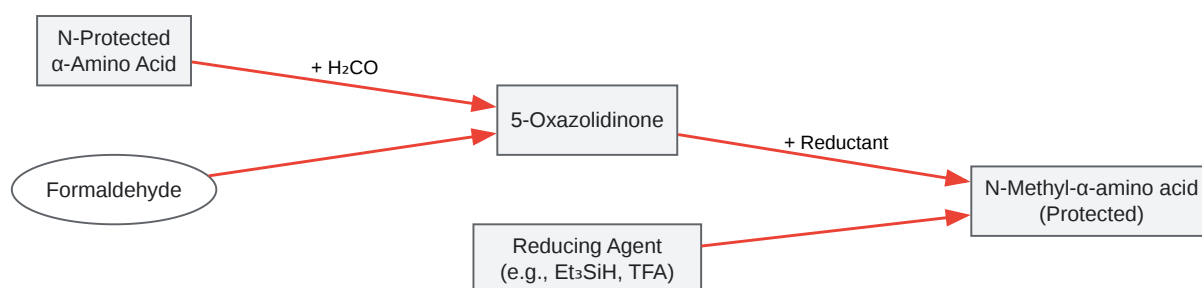 N-Protected
α-Amino Acid
+ H₂CO
5-Oxazolidinone
Formaldehyde
+ Reductant
N-Methyl-α-amino acid
(Protected)
Reducing Agent
(e.g., Et₃SiH, TFA)